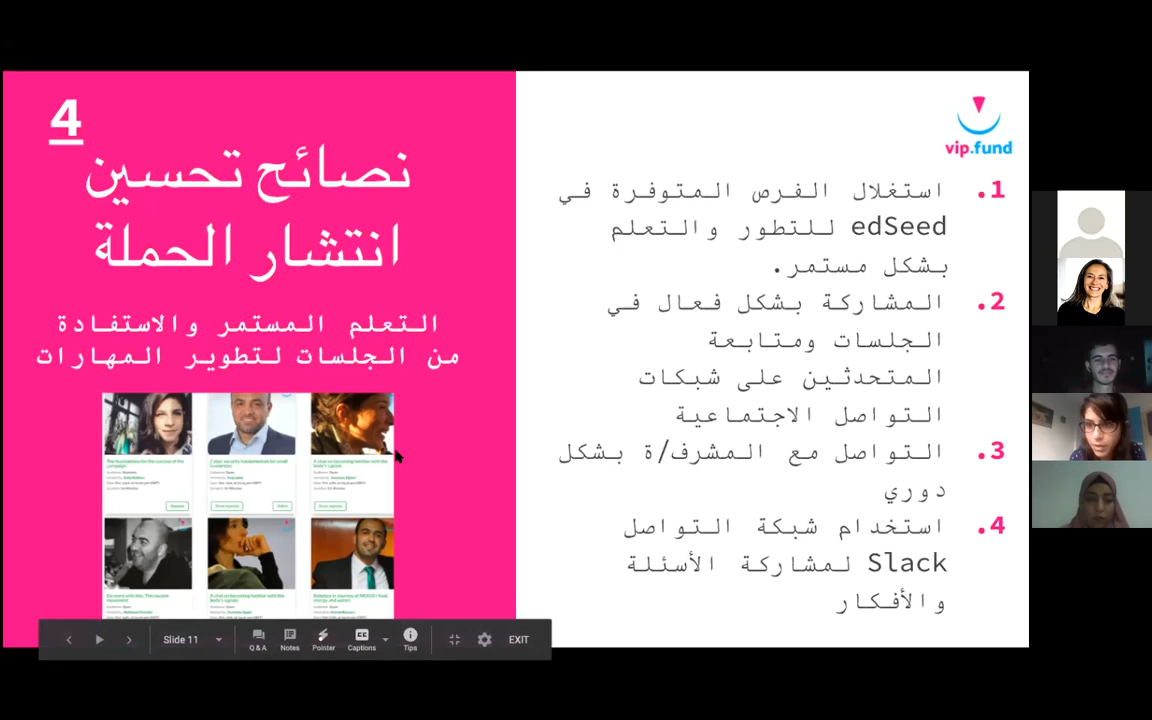 4
نصائح تحسين
انتشار الحملة
التعلم المستمر والاستفادة
من الجلسات لتطوير المهارات
vip.fund
1. استغلال الفرص المتوفرة في
edSeed للتطور والتعلم
بشكل مستمر.
2. المشاركة بشكل فعال في
الجلسات ومتابعة
المتحدثين على شبكات
التواصل الاجتماعية
3. التواصل مع المشرف/ة بشكل
دوري
4. استخدام شبكة التواصل
Slack لمشاركة الأسئلة
والأفكار
Slide 11
Q & A
Notes
Pointer
Captions
Tips
EXIT